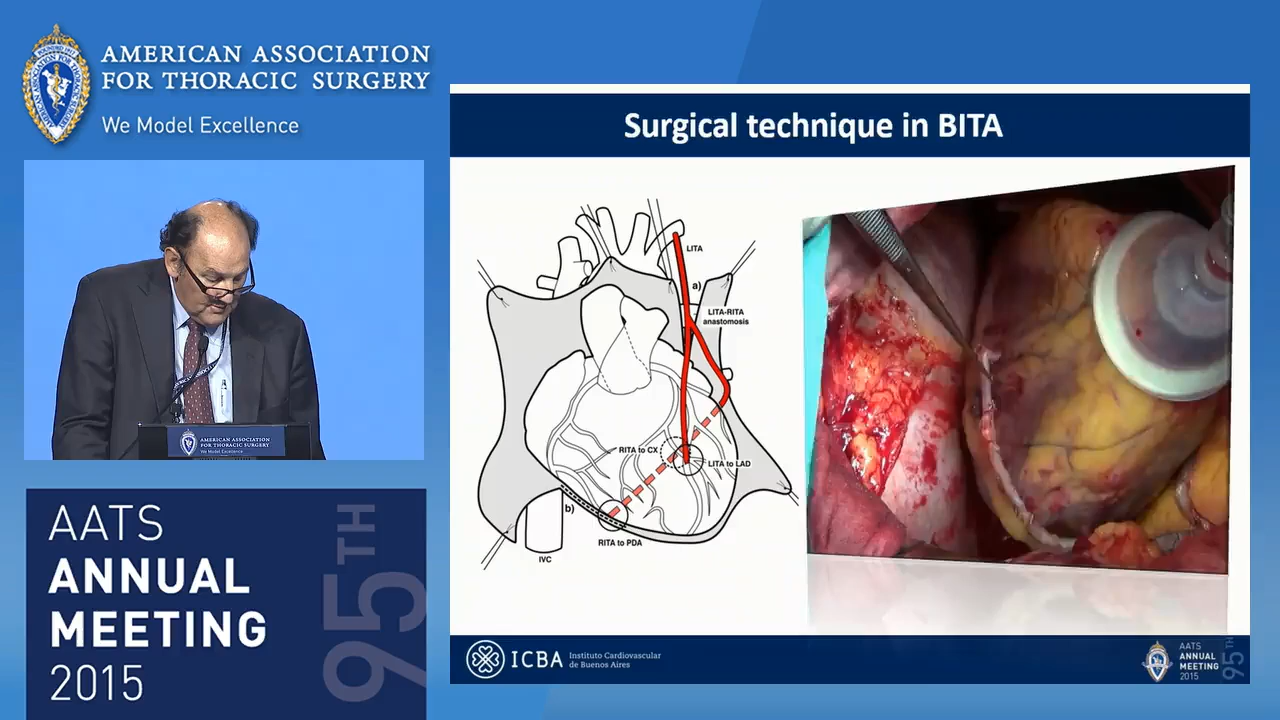 AMERICAN ASSOCIATION
FOR THORACIC SURGERY
We Model Excellence
Surgical technique in BITA
LITA
a)
LITA-RITA
anastomosis
RITA to CX
LITA to LAD
b)
RITA to PDA
IVC
AMERICAN ASSOCIATION
FOR THORACIC SURGERY
We Model Excellence
AATS
ANNUAL
MEETING
2015
95TH
ICBA
Instituto Cardiovascular
de Buenos Aires
AATS
ANNUAL
MEETING
2015
95TH